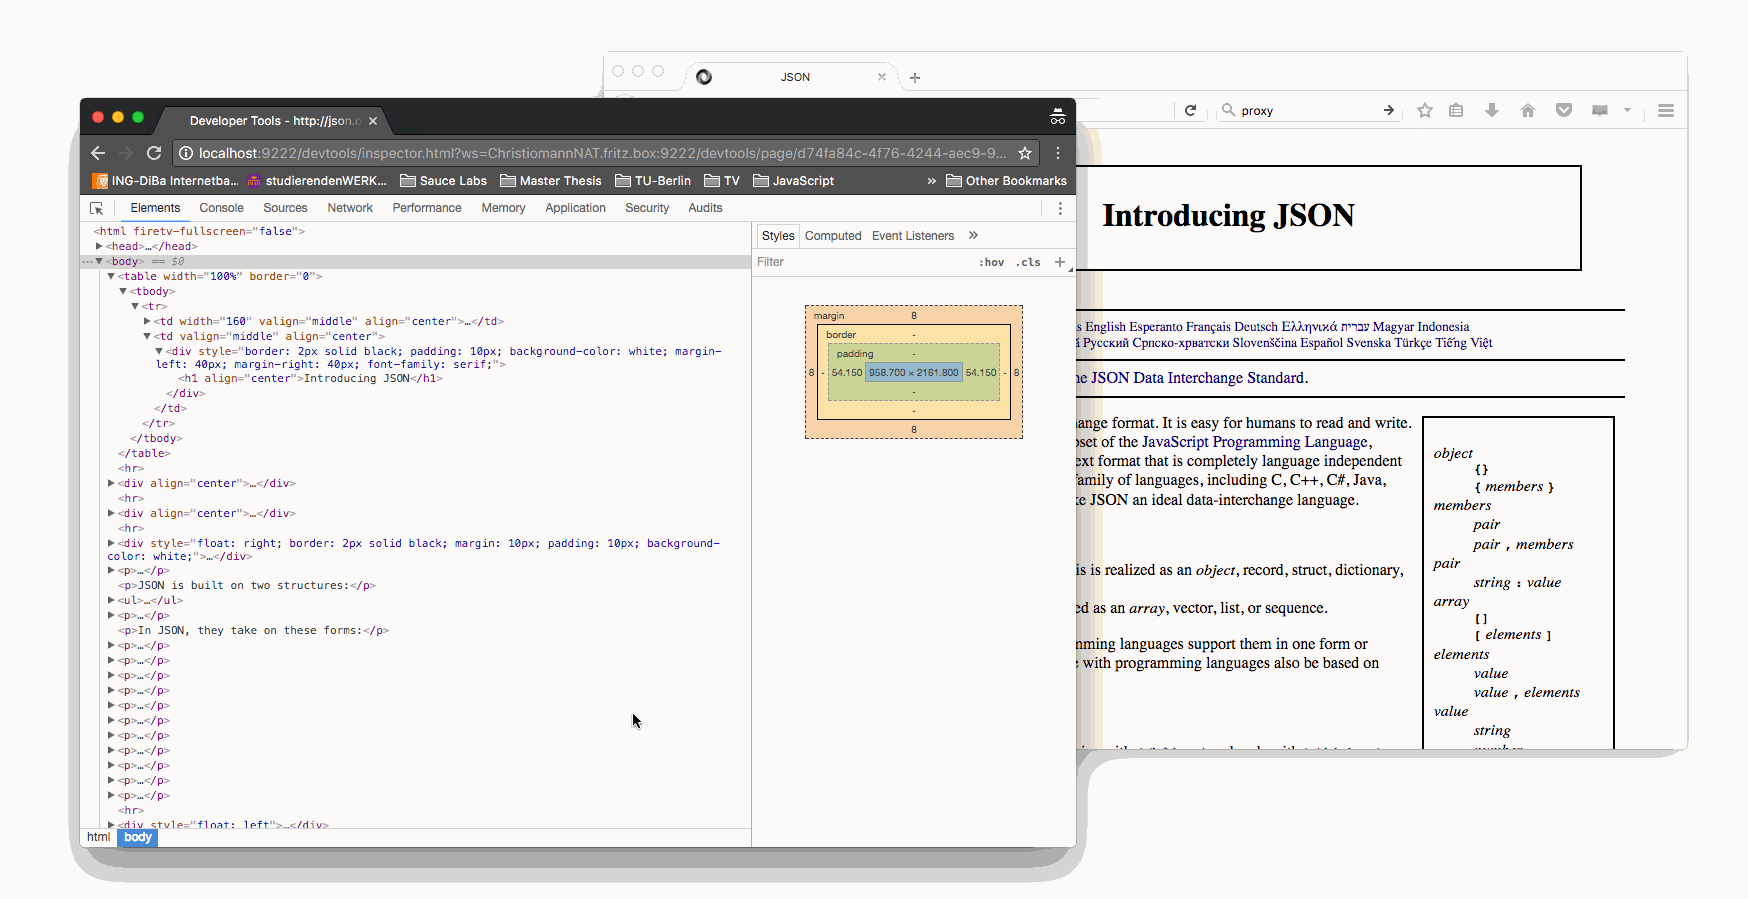 JSON
proxy
Developer Tools - http://json.o
localhost:9222/devtools/inspector.html?ws=ChristiomannNAT.fritz.box:9222/devtools/page/d74fa84c-4f76-4244-aec9-9...
ING-DiBa Internetba... studierendenWERK... Sauce Labs Master Thesis TU-Berlin TV JavaScript » Other Bookmarks
Elements Console Sources Network Performance Memory Application Security Audits
<html firetv-fullscreen="false">
<head>…</head>
<body> == $0
<table width="100%" border="0">
<tbody>
<tr>
<td width="160" valign="middle" align="center">…</td>
<td valign="middle" align="center">
<div style="border: 2px solid black; padding: 10px; background-color: white; margin-
left: 40px; margin-right: 40px; font-family: serif;">
<h1 align="center">Introducing JSON</h1>
</div>
</td>
</tr>
</tbody>
</table>
<hr>
<div align="center">…</div>
<hr>
<div align="center">…</div>
<hr>
<div style="float: right; border: 2px solid black; margin: 10px; padding: 10px; background-
color: white;">…</div>
<p>…</p>
<p>JSON is built on two structures:</p>
<ul>…</ul>
<p>…</p>
<p>In JSON, they take on these forms:</p>
<p>…</p>
<p>…</p>
<p>…</p>
<p>…</p>
<p>…</p>
<p>…</p>
<p>…</p>
<p>…</p>
<p>…</p>
<p>…</p>
<p>…</p>
<hr>
<div style="float: left">…</div>
html body
Styles Computed Event Listeners »
Filter :hov .cls +
margin 8
border -
padding -
8 - 54.150 958.700 × 2181.800 54.150 - 8
-
-
8
Introducing JSON
s English Esperanto Français Deutsch Ελληνικά עברית Magyar Indonesia
Русский Српско-хрватски Slovenščina Español Svenska Türkçe Tiếng Việt
JSON Data Interchange Standard.
ange format. It is easy for humans to read and write.
set of the JavaScript Programming Language,
ext format that is completely language independent
family of languages, including C, C++, C#, Java,
JSON an ideal data-interchange language.
is is realized as an object, record, struct, dictionary,
ed as an array, vector, list, or sequence.
mming languages support them in one form or
with programming languages also be based on
object
{}
{ members }
members
pair
pair , members
pair
string : value
array
[]
[ elements ]
elements
value
value , elements
value
string
number